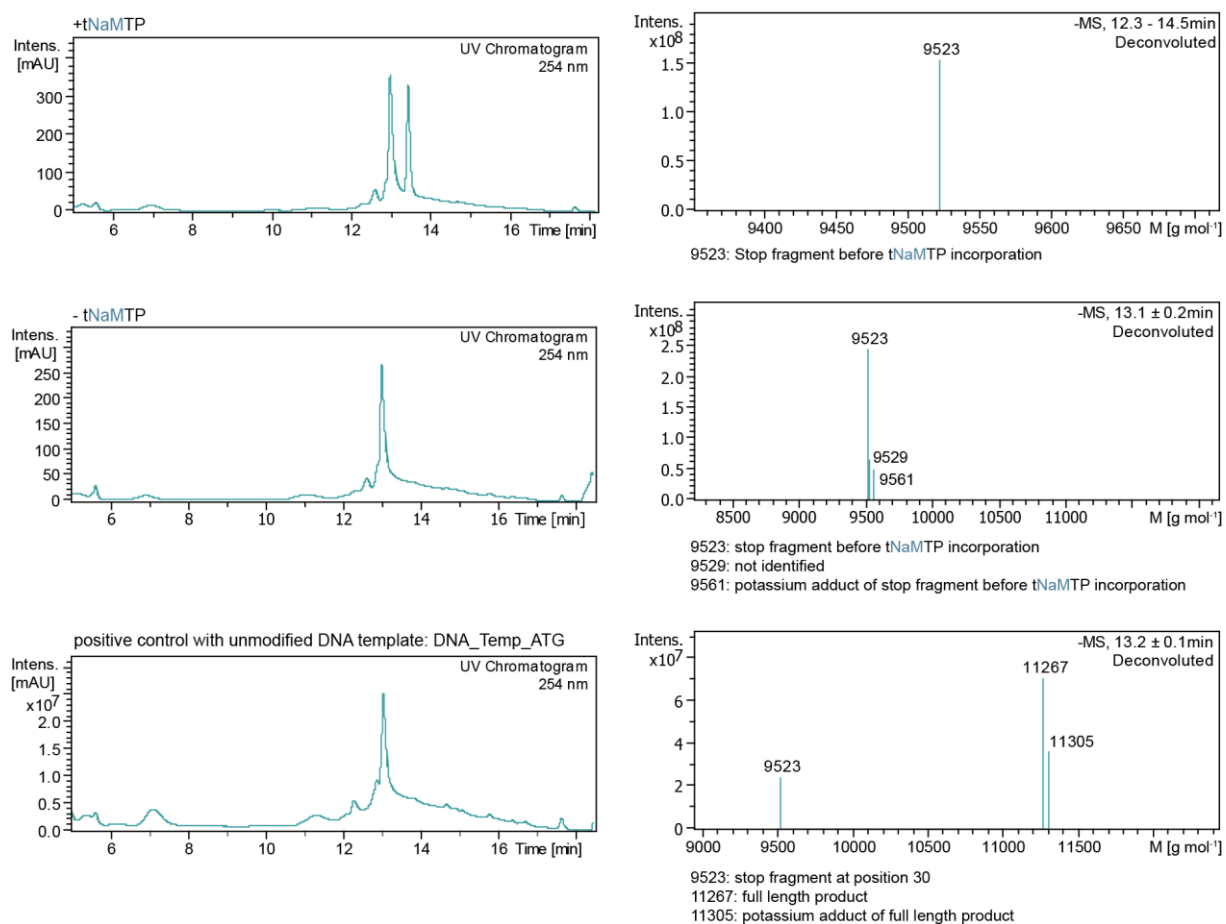 +tNaMTP
Intens.
[mAU]
UV Chromatogram
254 nm
300
200
100
0
6 8 10 12 14 16 Time [min]
Intens.
x10⁸
-MS, 12.3 - 14.5min
Deconvoluted
9523
1.5
1.0
0.5
0.0
9400 9450 9500 9550 9600 9650 M [g mol⁻¹]
9523: Stop fragment before tNaMTP incorporation
- tNaMTP
Intens.
[mAU]
UV Chromatogram
254 nm
250
200
150
100
50
0
6 8 10 12 14 16 Time [min]
Intens.
x10⁸
-MS, 13.1 ± 0.2min
Deconvoluted
9523
2.5
2.0
1.5
1.0
9529
0.5
9561
0.0
8500 9000 9500 10000 10500 11000 M [g mol⁻¹]
9523: stop fragment before tNaMTP incorporation
9529: not identified
9561: potassium adduct of stop fragment before tNaMTP incorporation
positive control with unmodified DNA template: DNA_Temp_ATG
Intens.
[mAU]
x10⁷
UV Chromatogram
254 nm
2.0
1.5
1.0
0.5
0.0
6 8 10 12 14 16 Time [min]
Intens.
x10⁷
-MS, 13.2 ± 0.1min
Deconvoluted
11267
6
4
11305
9523
2
0
9000 9500 10000 10500 11000 11500 M [g mol⁻¹]
9523: stop fragment at position 30
11267: full length product
11305: potassium adduct of full length product